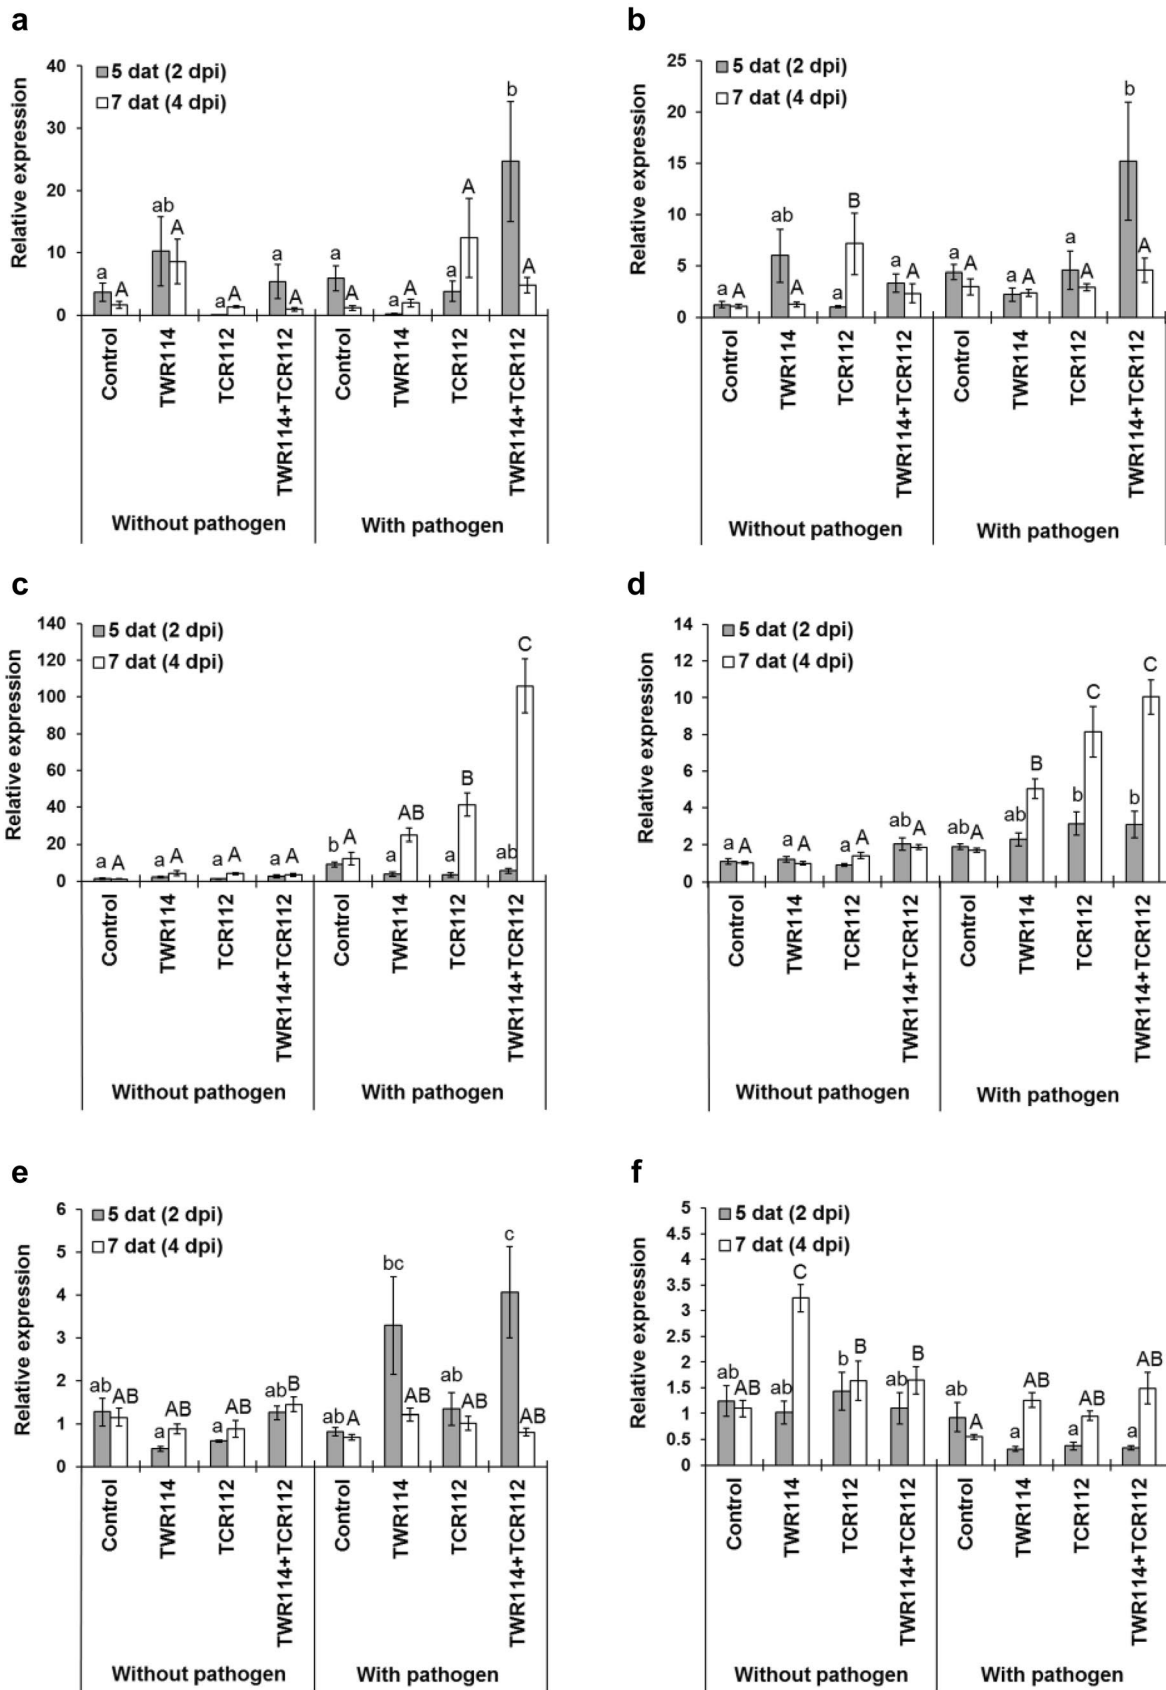 a
Relative expression
40
30
20
10
0
5 dat (2 dpi)
7 dat (4 dpi)
a
A
ab
A
a
A
a
A
a
A
a
A
a
A
b
A
Control
TWR114
TCR112
TWR114+TCR112
Control
TWR114
TCR112
TWR114+TCR112
Without pathogen
With pathogen
b
Relative expression
25
20
15
10
5
0
5 dat (2 dpi)
7 dat (4 dpi)
a
A
ab
A
a
B
a
A
a
A
a
A
a
A
b
A
Control
TWR114
TCR112
TWR114+TCR112
Control
TWR114
TCR112
TWR114+TCR112
Without pathogen
With pathogen
c
Relative expression
140
120
100
80
60
40
20
0
5 dat (2 dpi)
7 dat (4 dpi)
a
A
a
A
a
A
a
A
b
A
a
AB
a
B
ab
C
Control
TWR114
TCR112
TWR114+TCR112
Control
TWR114
TCR112
TWR114+TCR112
Without pathogen
With pathogen
d
Relative expression
14
12
10
8
6
4
2
0
5 dat (2 dpi)
7 dat (4 dpi)
a
A
a
A
a
A
ab
A
ab
A
ab
B
b
C
b
C
Control
TWR114
TCR112
TWR114+TCR112
Control
TWR114
TCR112
TWR114+TCR112
Without pathogen
With pathogen
e
Relative expression
6
5
4
3
2
1
0
5 dat (2 dpi)
7 dat (4 dpi)
ab
AB
a
AB
a
AB
ab
B
ab
A
bc
AB
ab
AB
c
AB
Control
TWR114
TCR112
TWR114+TCR112
Control
TWR114
TCR112
TWR114+TCR112
Without pathogen
With pathogen
f
Relative expression
5
4.5
4
3.5
3
2.5
2
1.5
1
0.5
0
5 dat (2 dpi)
7 dat (4 dpi)
ab
AB
ab
C
b
B
ab
B
ab
A
a
AB
a
AB
a
AB
Control
TWR114
TCR112
TWR114+TCR112
Control
TWR114
TCR112
TWR114+TCR112
Without pathogen
With pathogen